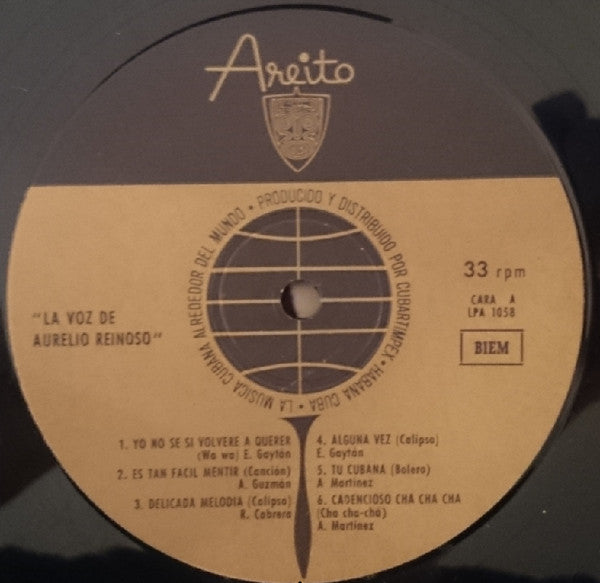 Areito
PRODUCIDO Y DISTRIBUIDO POR CUBARTIMPEX • HABANA CUBA • LA MUSICA CUBANA ALREDEDOR DEL MUNDO •
"LA VOZ DE
AURELIO REINOSO"
33 rpm
CARA A
LPA 1058
BIEM
1. YO NO SE SI VOLVERE A QUERER
(Wa wa) E. Gaytán
2. ES TAN FACIL MENTIR (Canción)
A. Guzmán
3. DELICADA MELODIA (Calipso)
R. Cabrera
4. ALGUNA VEZ (Calipso)
E. Gaytán
5. TU CUBANA (Bolero)
A Martínez
6. CADENCIOSO CHA CHA CHA
(Cha cha-chá)
A. Martínez